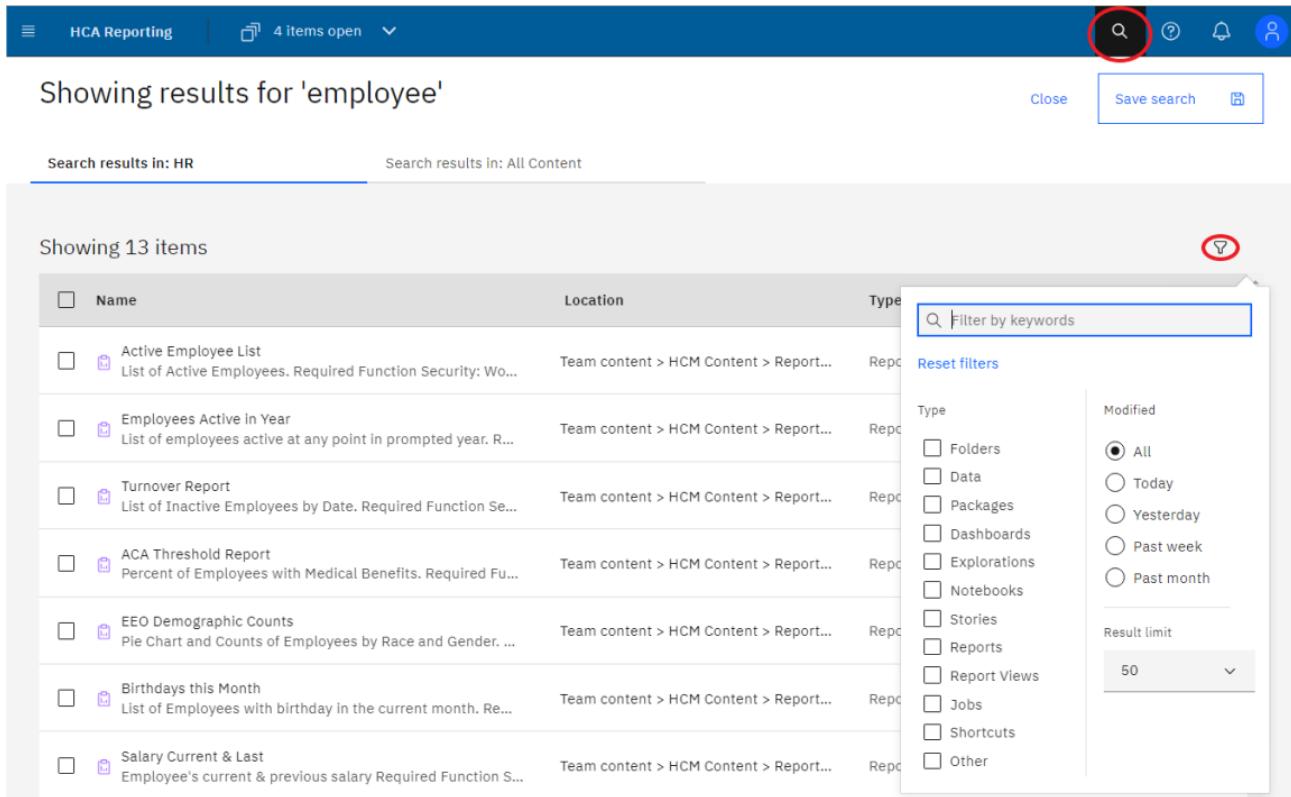 HCA Reporting
4 items open
Showing results for 'employee'
Close
Save search
Search results in: HR
Search results in: All Content
Showing 13 items
Name
Location
Type
Active Employee List
List of Active Employees. Required Function Security: Wo...
Team content > HCM Content > Report...
Repo
Employees Active in Year
List of employees active at any point in prompted year. R...
Team content > HCM Content > Report...
Repo
Turnover Report
List of Inactive Employees by Date. Required Function Se...
Team content > HCM Content > Report...
Repo
ACA Threshold Report
Percent of Employees with Medical Benefits. Required Fu...
Team content > HCM Content > Report...
Repo
EEO Demographic Counts
Pie Chart and Counts of Employees by Race and Gender. ...
Team content > HCM Content > Report...
Repo
Birthdays this Month
List of Employees with birthday in the current month. Re...
Team content > HCM Content > Report...
Repo
Salary Current & Last
Employee's current & previous salary Required Function S...
Team content > HCM Content > Report...
Repo
Filter by keywords
Reset filters
Type
Folders
Data
Packages
Dashboards
Explorations
Notebooks
Stories
Reports
Report Views
Jobs
Shortcuts
Other
Modified
All
Today
Yesterday
Past week
Past month
Result limit
50